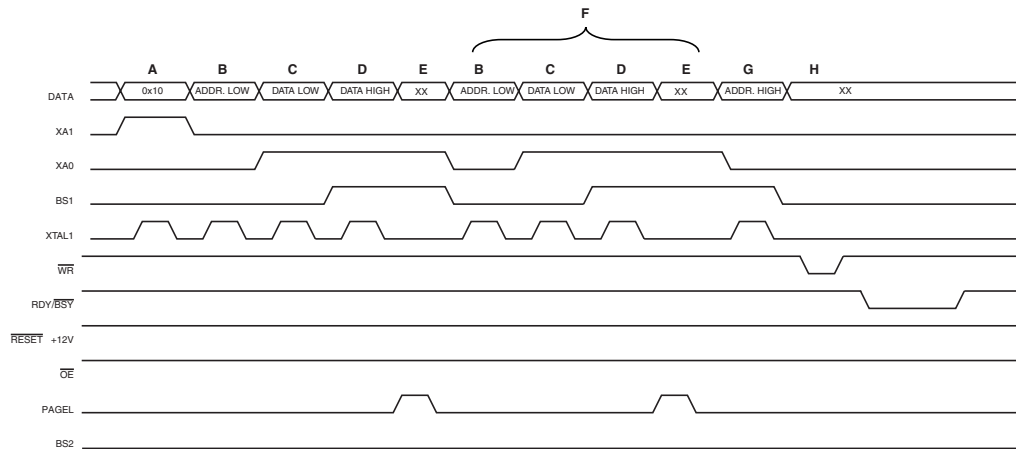 F
A B C D E B C D E G H
DATA 0x10 ADDR. LOW DATA LOW DATA HIGH XX ADDR. LOW DATA LOW DATA HIGH XX ADDR. HIGH XX
XA1
XA0
BS1
XTAL1
WR
RDY/BSY
RESET +12V
OE
PAGEL
BS2